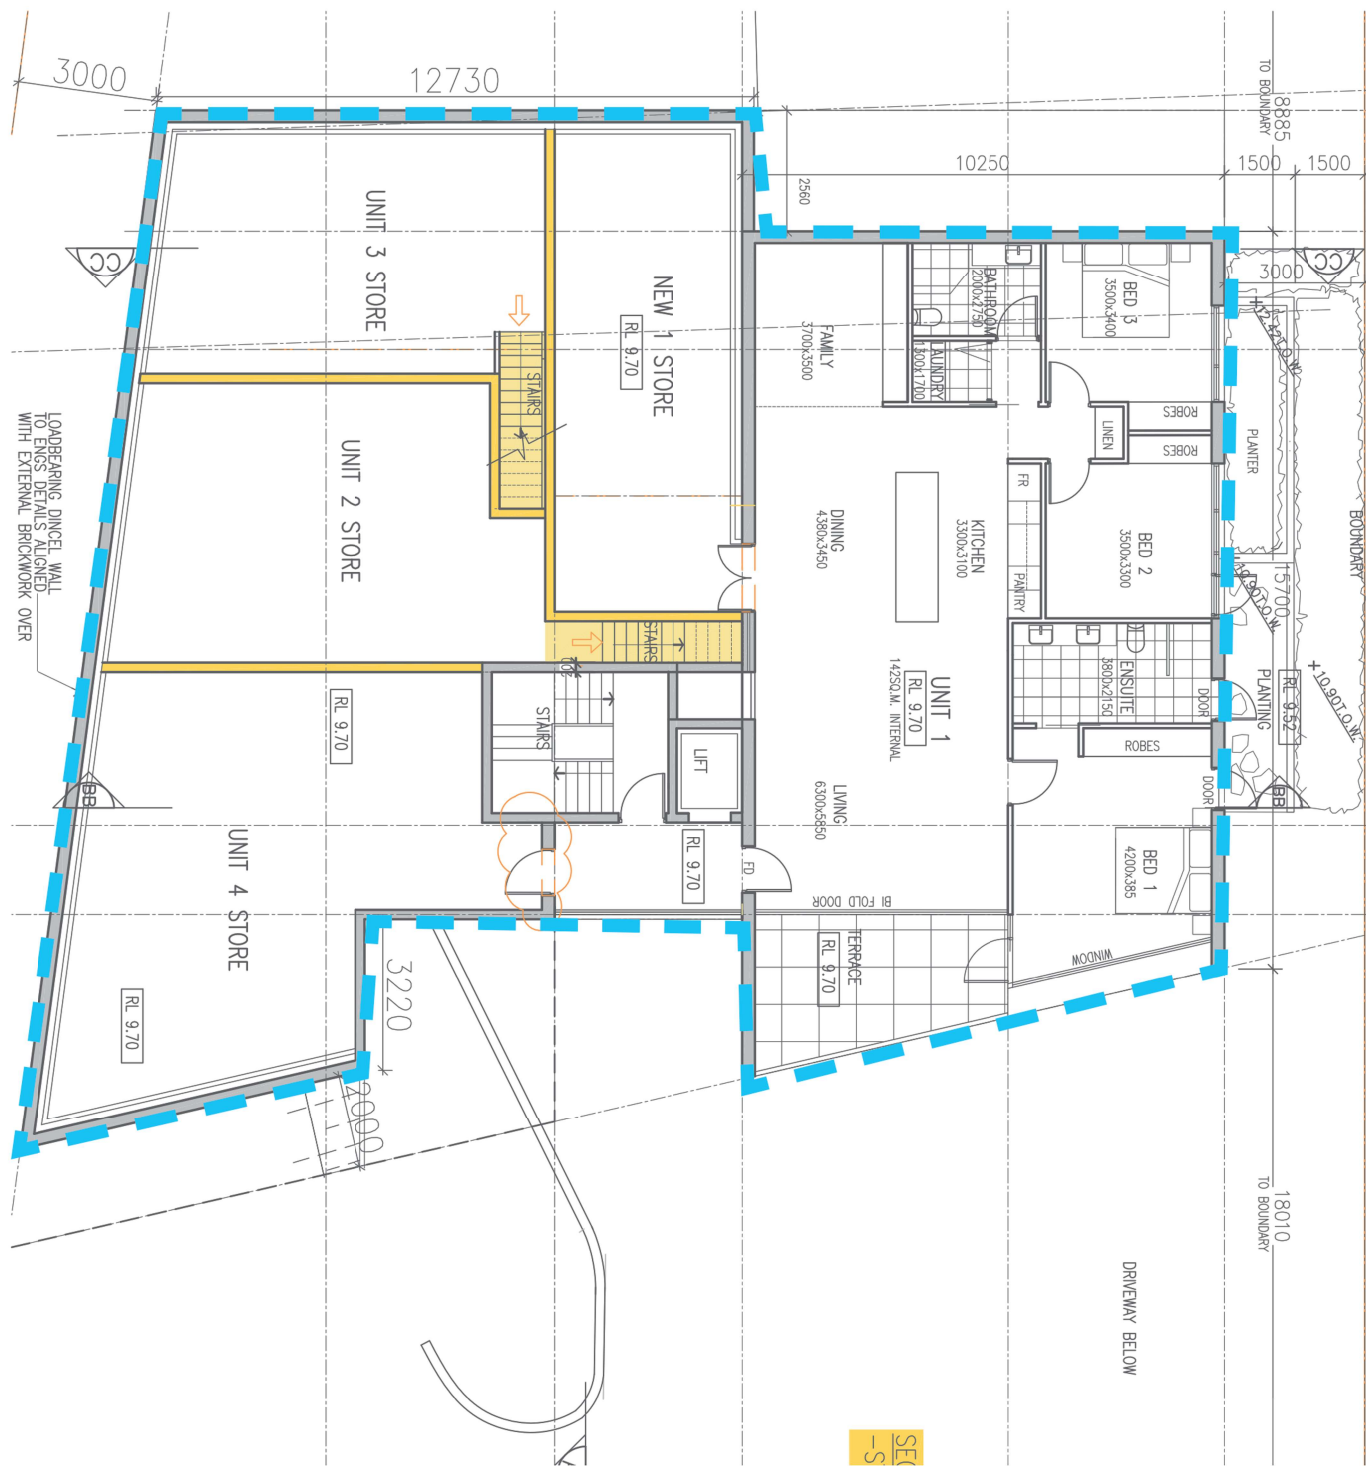 3000
12730
8885
TO BOUNDARY
10250
1500
1500
2560
3000
CC
CC
UNIT 3 STORE
NEW 1 STORE
RL 9.70
STAIRS
FAMILY
3700x3500
BATHROOM
2000x2750
LAUNDRY
1300x1700
BED 3
3500x3400
ROBES
LINEN
ROBES
+12.42T.O.W.
PLANTER
BOUNDARY
LOADBEARING DINCEL WALL
TO ENGS DETAILS ALIGNED
WITH EXTERNAL BRICKWORK OVER
UNIT 2 STORE
DINING
4380x3450
KITCHEN
3300x3100
FR
PANTRY
BED 2
3500x3300
15700
STAIRS
ENSUITE
3800x2150
DOOR
PLANTING
RL 9.52
+10.90T.O.W.
UNIT 1
RL 9.70
142SQ.M. INTERNAL
RL 9.70
STAIRS
LIFT
ROBES
DOOR
BB
BB
LIVING
6300x5850
UNIT 4 STORE
RL 9.70
FD
BED 1
4200x385
BI FOLD DOOR
TERRACE
RL 9.70
WINDOW
3220
RL 9.70
2000
18010
TO BOUNDARY
DRIVEWAY BELOW